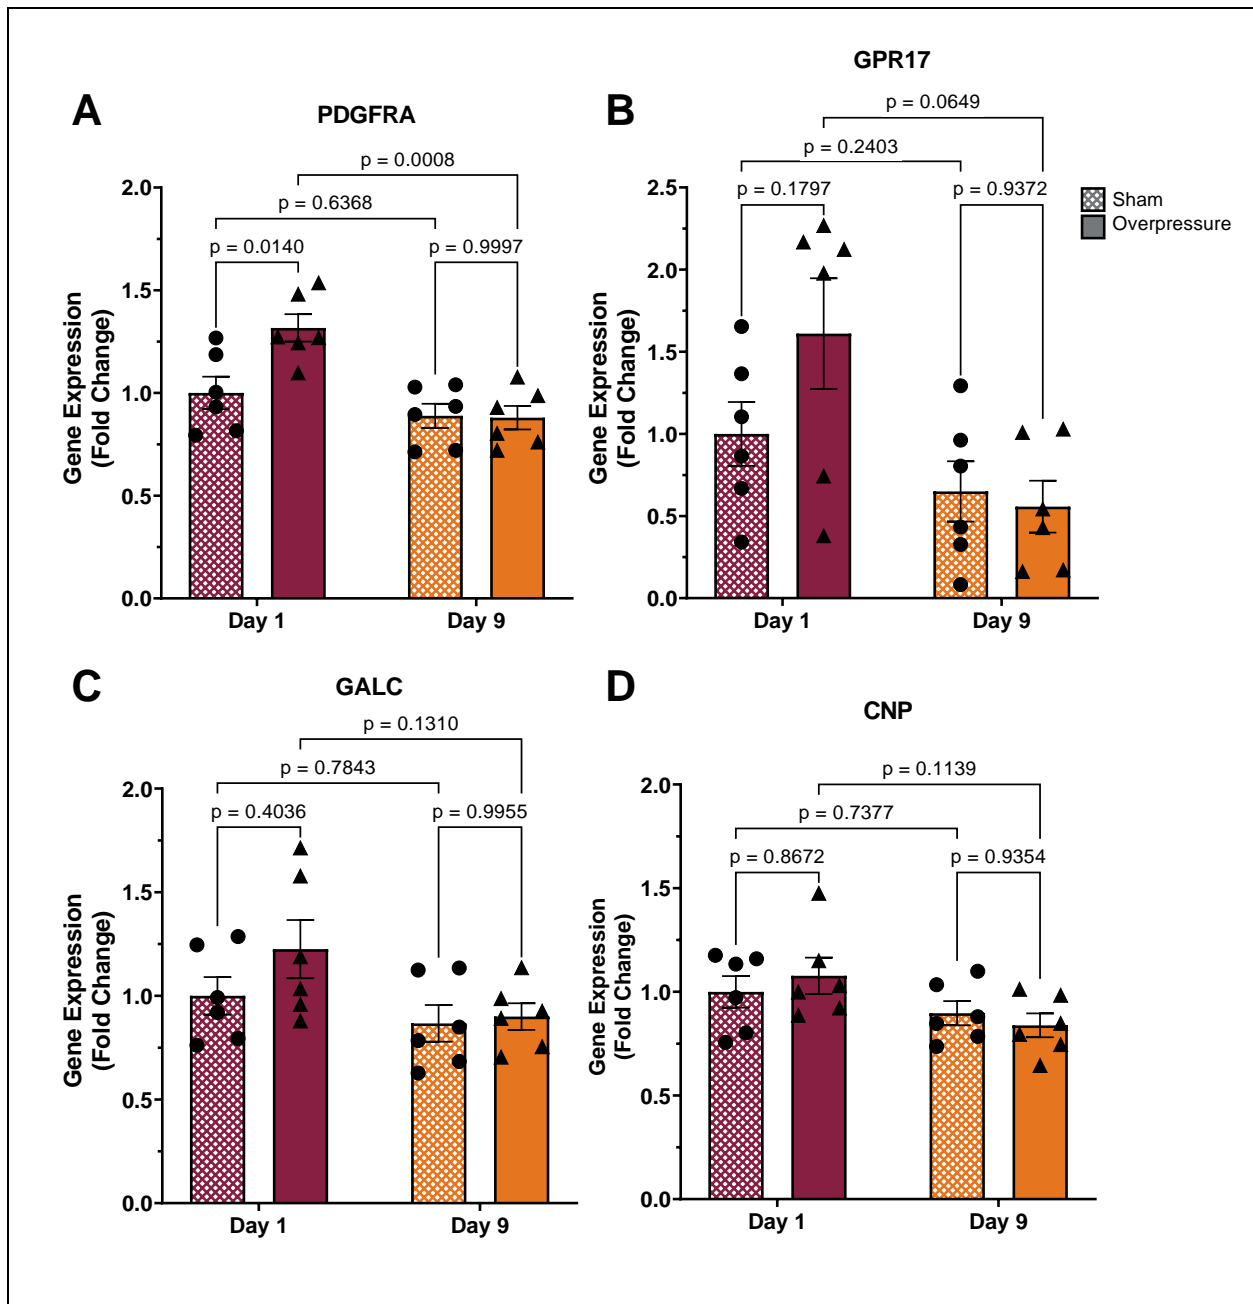 A
PDGFRA
p = 0.0008
p = 0.6368
p = 0.0140
p = 0.9997
2.0
1.5
1.0
0.5
0.0
Gene Expression
(Fold Change)
Day 1
Day 9
B
GPR17
p = 0.0649
p = 0.2403
p = 0.1797
p = 0.9372
2.5
2.0
1.5
1.0
0.5
0.0
Gene Expression
(Fold Change)
Day 1
Day 9
Sham
Overpressure
C
GALC
p = 0.1310
p = 0.7843
p = 0.4036
p = 0.9955
2.0
1.5
1.0
0.5
0.0
Gene Expression
(Fold Change)
Day 1
Day 9
D
CNP
p = 0.1139
p = 0.7377
p = 0.8672
p = 0.9354
2.0
1.5
1.0
0.5
0.0
Gene Expression
(Fold Change)
Day 1
Day 9